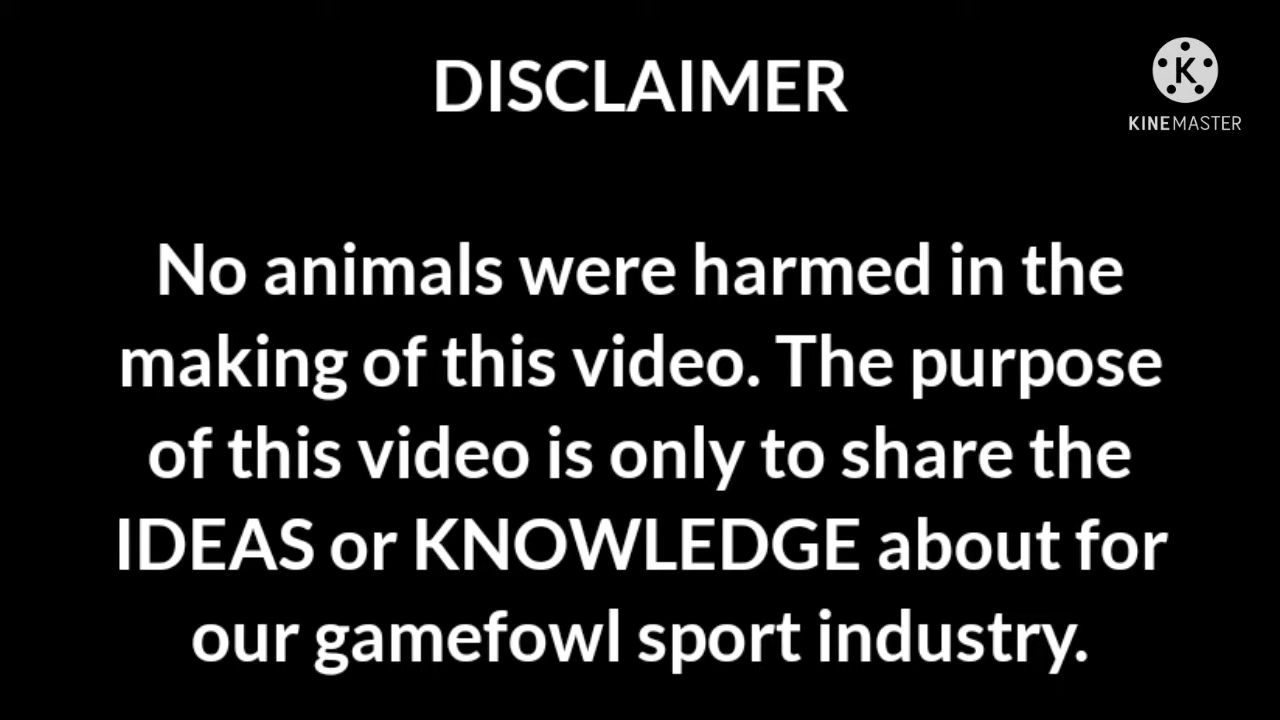 DISCLAIMER
K
KINEMASTER
No animals were harmed in the
making of this video. The purpose
of this video is only to share the
IDEAS or KNOWLEDGE about for
our gamefowl sport industry.